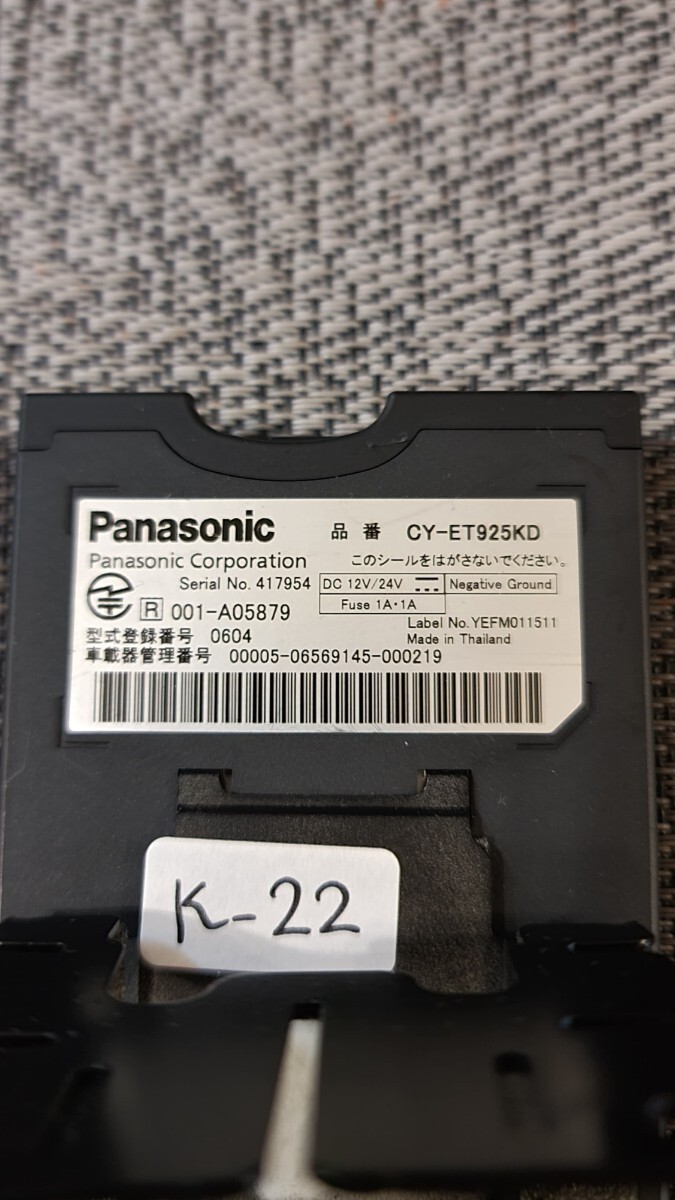 Panasonic 品番 CY-ET925KD
Panasonic Corporation このシールをはがさないでください。
Serial No. 417954 DC 12V/24V Negative Ground
R 001-A05879 Fuse 1A・1A
Label No.YEFM011511
型式登録番号 0604 Made in Thailand
車載器管理番号 00005-06569145-000219
K-22